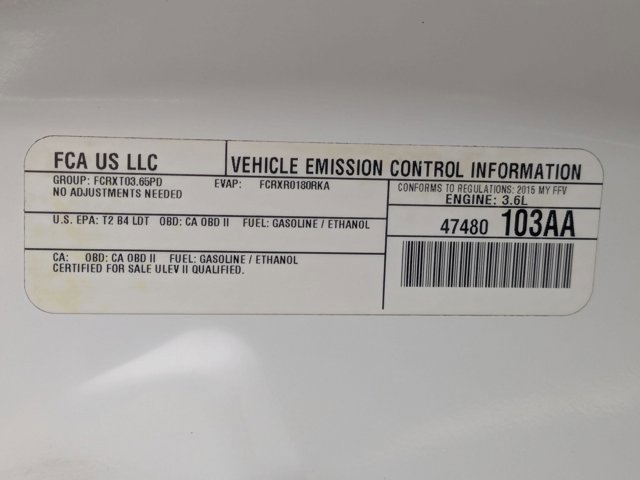 FCA US LLC
VEHICLE EMISSION CONTROL INFORMATION
GROUP: FCRXT03.65PD EVAP: FCRXR0180RKA
NO ADJUSTMENTS NEEDED
CONFORMS TO REGULATIONS: 2015 MY FFV
ENGINE: 3.6L
U.S. EPA: T2 B4 LDT OBD: CA OBD II FUEL: GASOLINE / ETHANOL
47480 103AA
CA: OBD: CA OBD II FUEL: GASOLINE / ETHANOL
CERTIFIED FOR SALE ULEV II QUALIFIED.